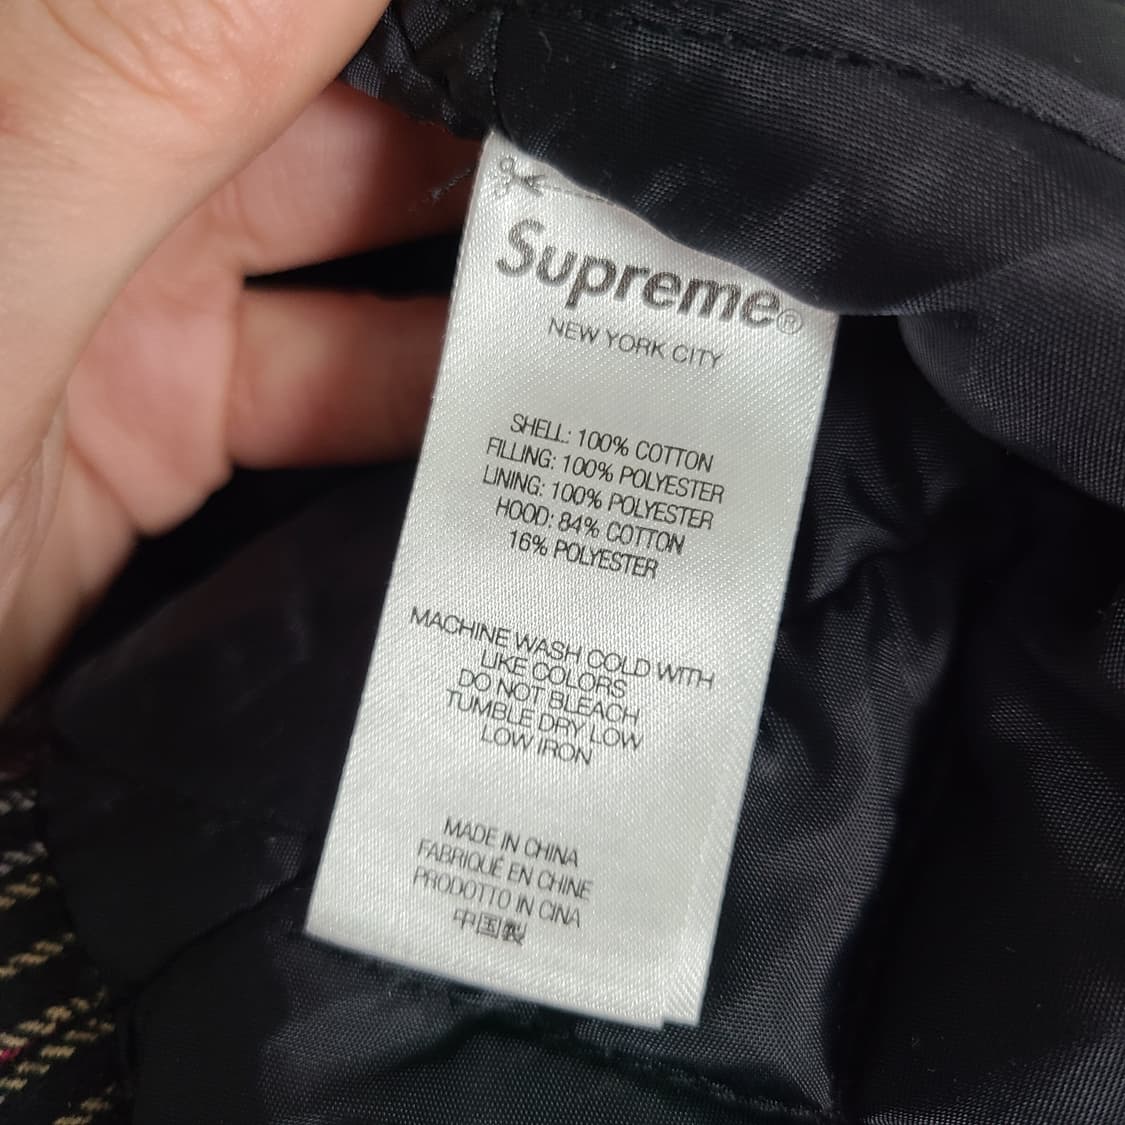 Supreme®
NEW YORK CITY
SHELL: 100% COTTON
FILLING: 100% POLYESTER
LINING: 100% POLYESTER
HOOD: 84% COTTON
16% POLYESTER
MACHINE WASH COLD WITH
LIKE COLORS
DO NOT BLEACH
TUMBLE DRY LOW
LOW IRON
MADE IN CHINA
FABRIQUÉ EN CHINE
PRODOTTO IN CINA
中国製